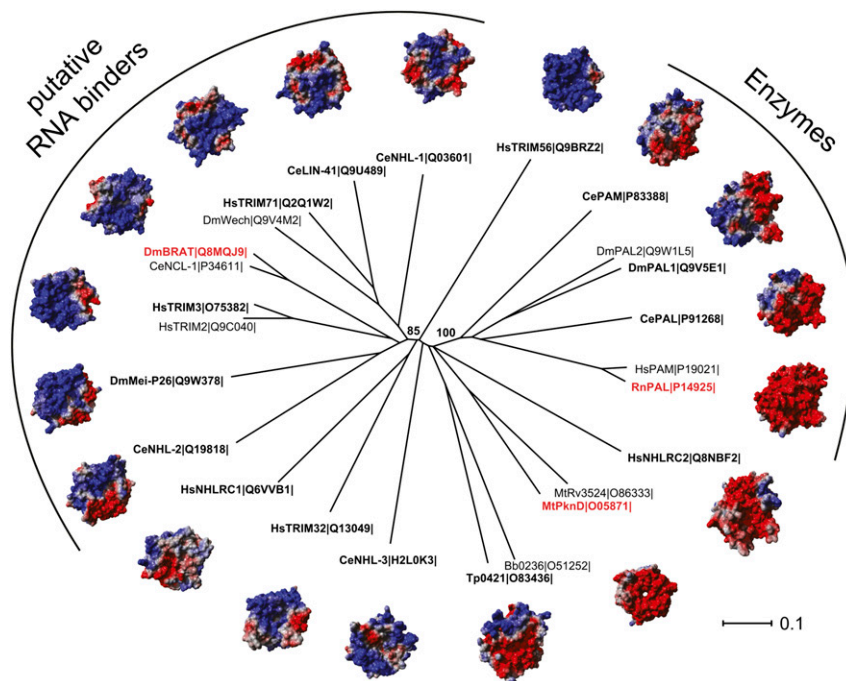 putative
RNA binders
Enzymes
CeNHL-1|Q03601|
HsTRIM56|Q9BRZ2|
CeLIN-41|Q9U489|
CePAM|P83388|
HsTRIM71|Q2Q1W2|
DmWech|Q9V4M2|
DmBRAT|Q8MQJ9|
CeNCL-1|P34611|
DmPAL2|Q9W1L5|
DmPAL1|Q9V5E1|
HsTRIM3|O75382|
HsTRIM2|Q9C040|
CePAL|P91268|
85
100
DmMei-P26|Q9W378|
HsPAM|P19021|
RnPAL|P14925|
CeNHL-2|Q19818|
HsNHLRC2|Q8NBF2|
HsNHLRC1|Q6VVB1|
MtRv3524|O86333|
MtPknD|O05871|
HsTRIM32|Q13049|
CeNHL-3|H2L0K3|
Bb0236|O51252|
Tp0421|O83436|
0.1